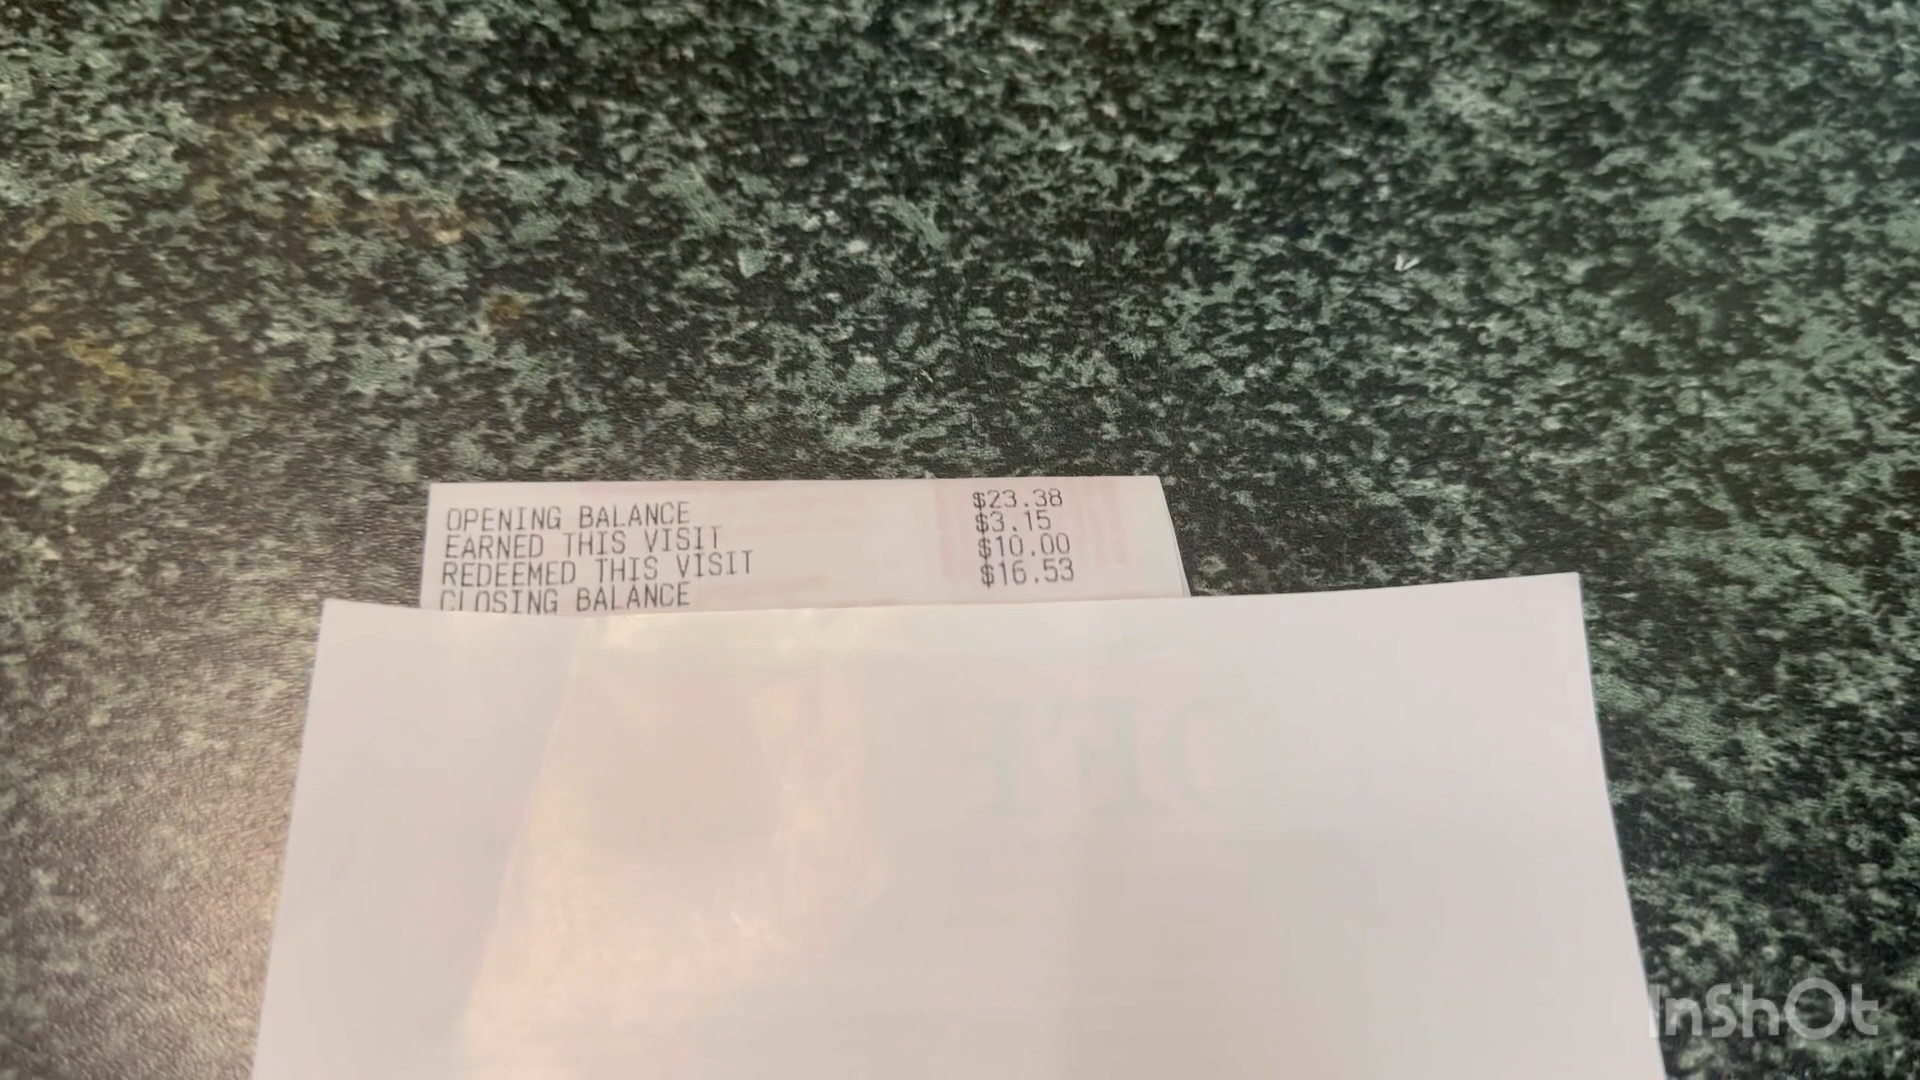 OPENING BALANCE $23.38
EARNED THIS VISIT $3.15
REDEEMED THIS VISIT $10.00
CLOSING BALANCE $16.53
InShOt